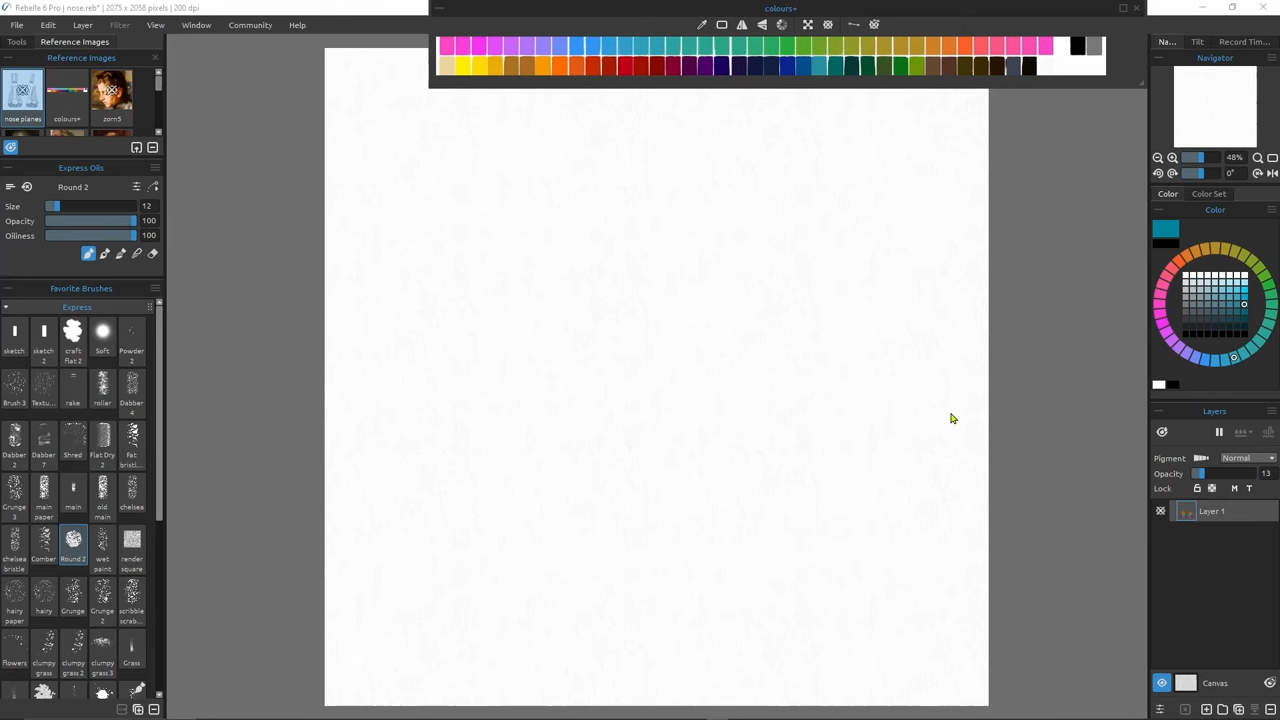 Rebelle 6 Pro | nose.reb* | 2075 x 2058 pixels | 200 dpi
colours+
File Edit Layer Filter View Window Community Help
Tools Reference Images
Reference Images
nose planes colours+ zorn5
Express Oils
Round 2
Size 12
Opacity 100
Oiliness 100
Favorite Brushes
Express
sketch sketch 2 craft Flat 2 Soft Powder 2
Brush 3 Textu... rake roller Dabber 4
Dabber 2 Dabber 7 Shred Flat Dry 2 Fat bristl...
Grunge 3 main paper main old main chelsea
chelsea bristle Comber Round 2 wet paint render square
hairy paper hairy Grunge Grunge 2 scribble scrab...
Flowers clumpy grass clumpy grass 2 clumpy grass 3 Grass
Na... Tilt Record Tim...
Navigator
48%
0°
Color Color Set
Color
Layers
Pigment Normal
Opacity 13
Lock M T
Layer 1
Canvas